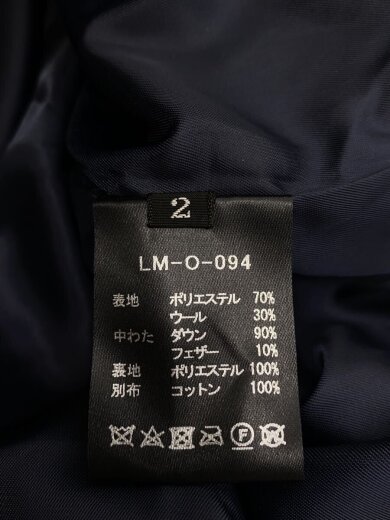 2
LM-O-094
表地 ポリエステル 70%
ウール 30%
中わた ダウン 90%
フェザー 10%
裏地 ポリエステル 100%
別布 コットン 100%
F W